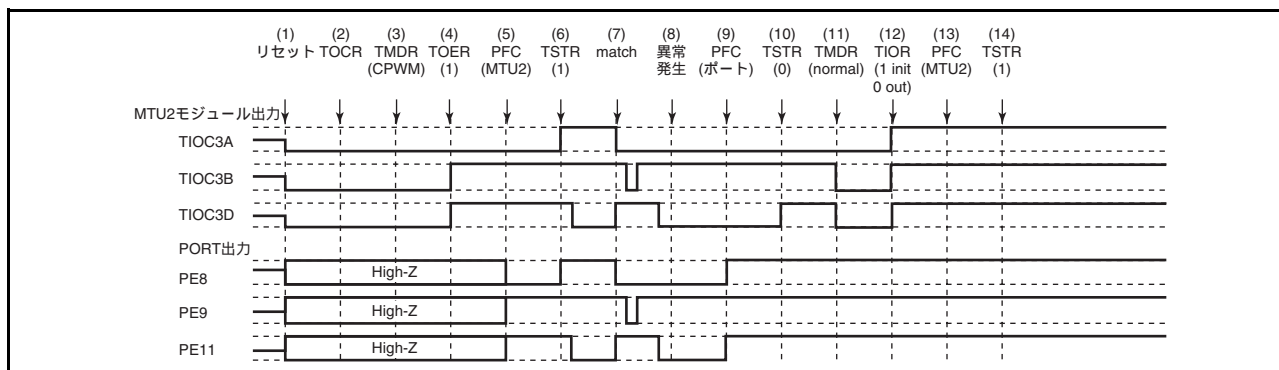 (1) (2) (3) (4) (5) (6) (7) (8) (9) (10) (11) (12) (13) (14)
リセット TOCR TMDR TOER PFC TSTR match 異常 PFC TSTR TMDR TIOR PFC TSTR
(CPWM) (1) (MTU2) (1) 発生 (ポート) (0) (normal) (1 init (MTU2) (1)
0 out)
MTU2モジュール出力
TIOC3A
TIOC3B
TIOC3D
PORT出力
PE8 High-Z
PE9 High-Z
PE11 High-Z